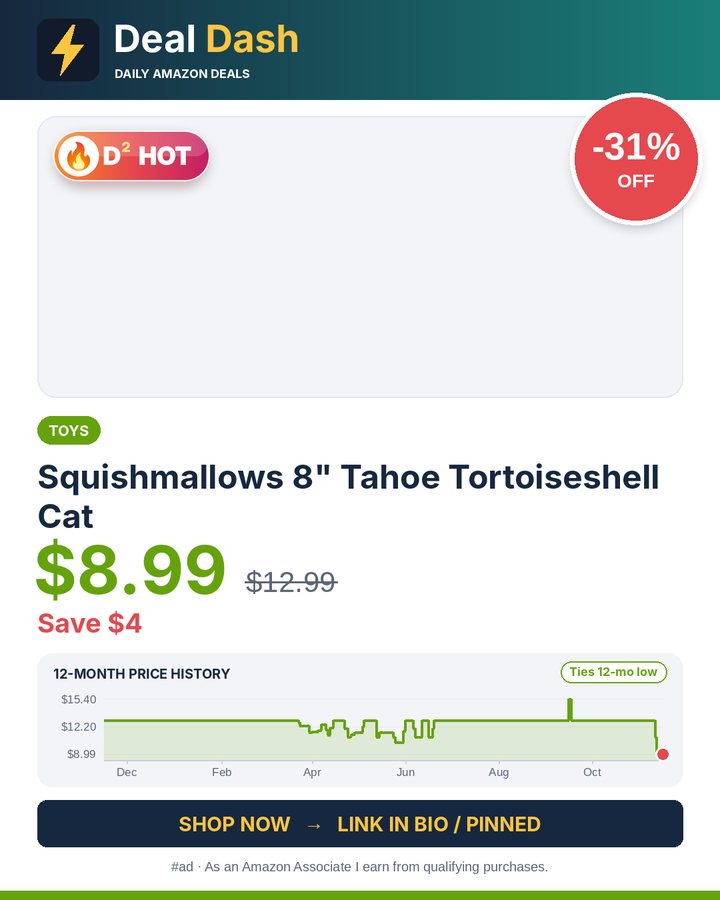 Deal Dash
DAILY AMAZON DEALS
-31%
OFF
D² HOT
TOYS
Squishmallows 8" Tahoe Tortoiseshell
Cat
$8.99 $12.99
Save $4
12-MONTH PRICE HISTORY
Ties 12-mo low
$15.40
$12.20
$8.99
Dec Feb Apr Jun Aug Oct
SHOP NOW → LINK IN BIO / PINNED
#ad · As an Amazon Associate I earn from qualifying purchases.